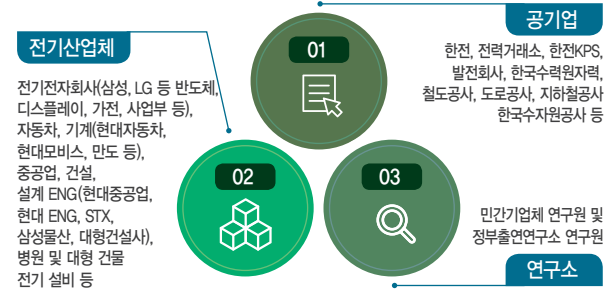 공기업
01
한전, 전력거래소, 한전KPS,
발전회사, 한국수력원자력,
철도공사, 도로공사, 지하철공사
한국수자원공사 등
전기산업체
02
전기전자회사(삼성, LG 등 반도체,
디스플레이, 가전, 사업부 등),
자동차, 기계(현대자동차,
현대모비스, 만도 등),
중공업, 건설,
설계 ENG(현대중공업,
현대 ENG, STX,
삼성물산, 대형건설사),
병원 및 대형 건물
전기 설비 등
03
민간기업체 연구원 및
정부출연연구소 연구원
연구소